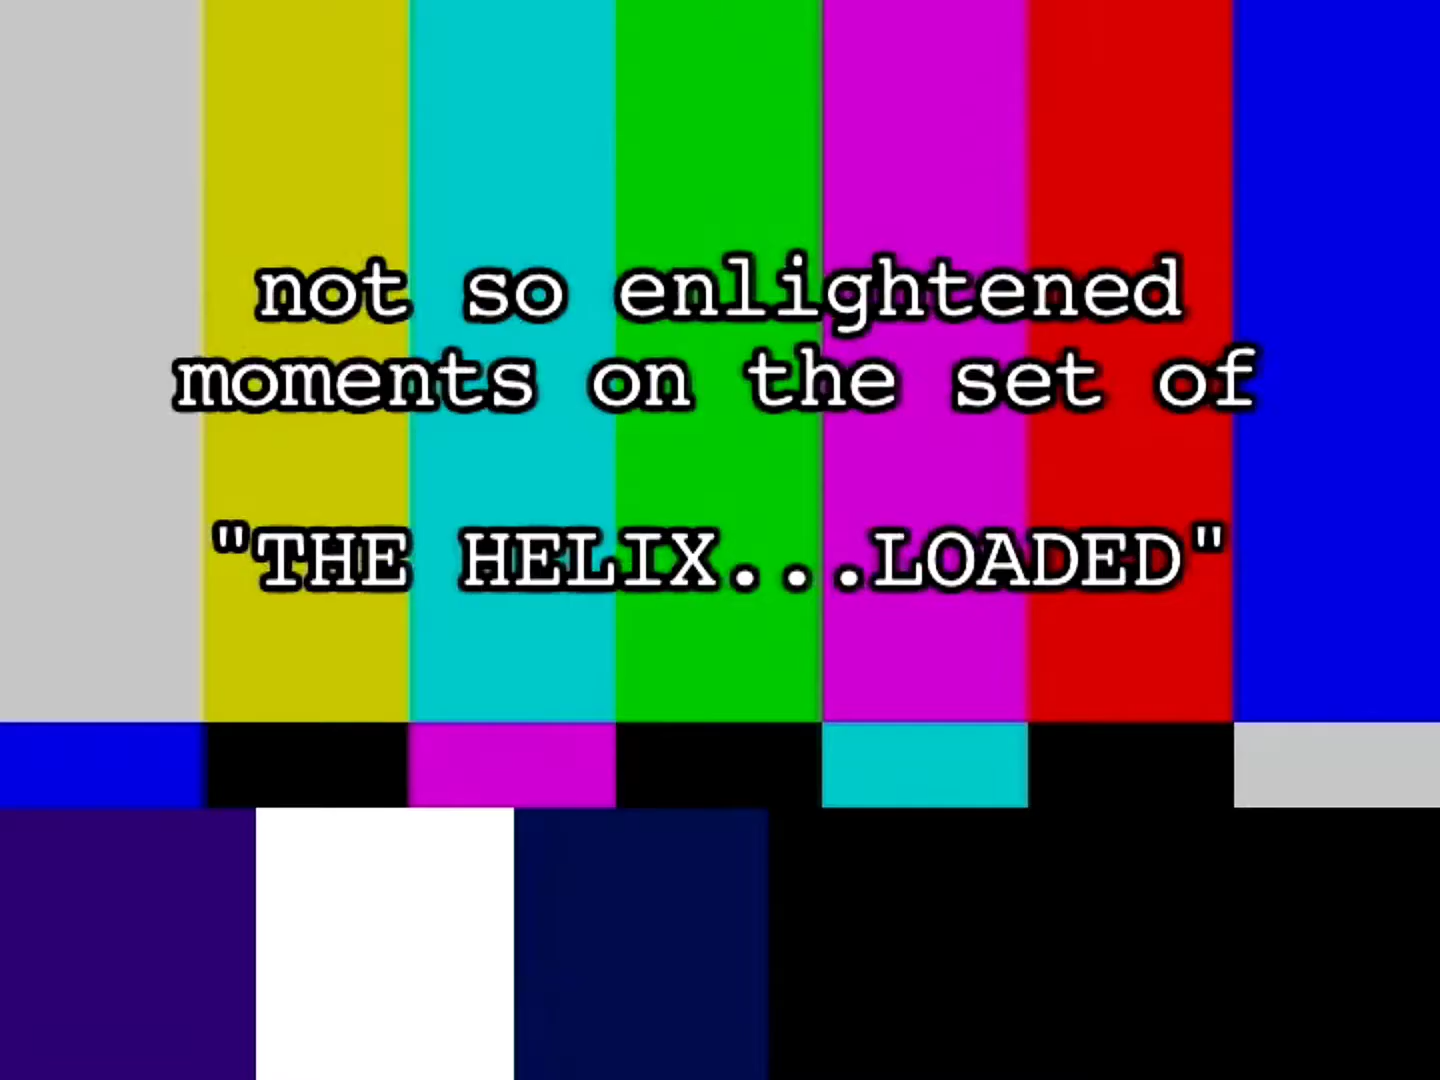 not so enlightened
moments on the set of
"THE HELIX...LOADED"